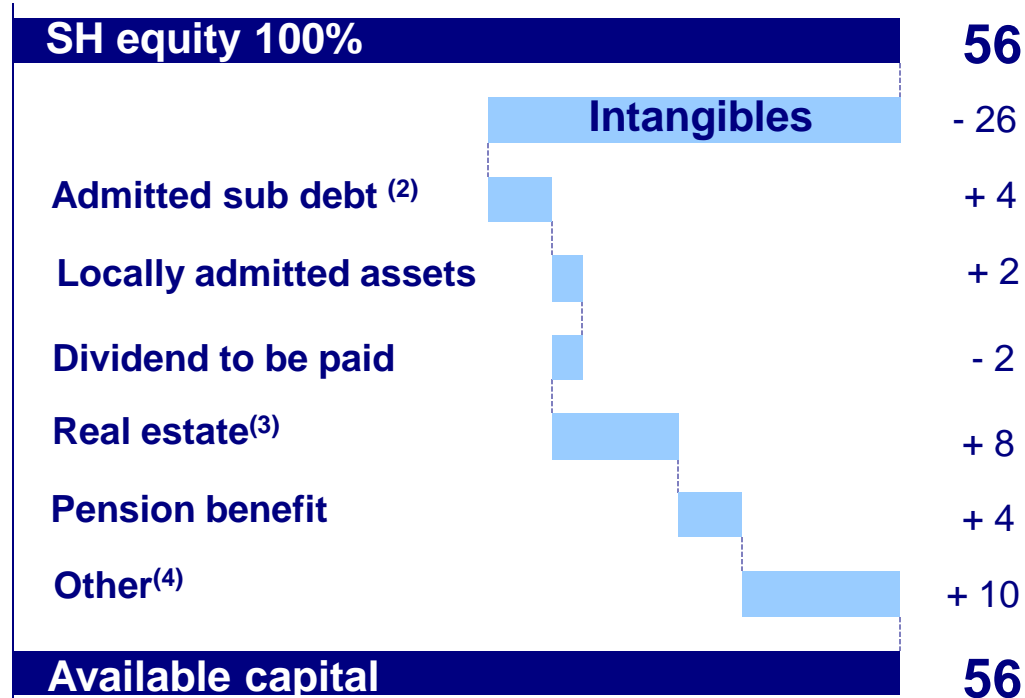 SH equity 100% 56
Intangibles - 26
Admitted sub debt (2) + 4
Locally admitted assets + 2
Dividend to be paid - 2
Real estate(3) + 8
Pension benefit + 4
Other(4) + 10
Available capital 56